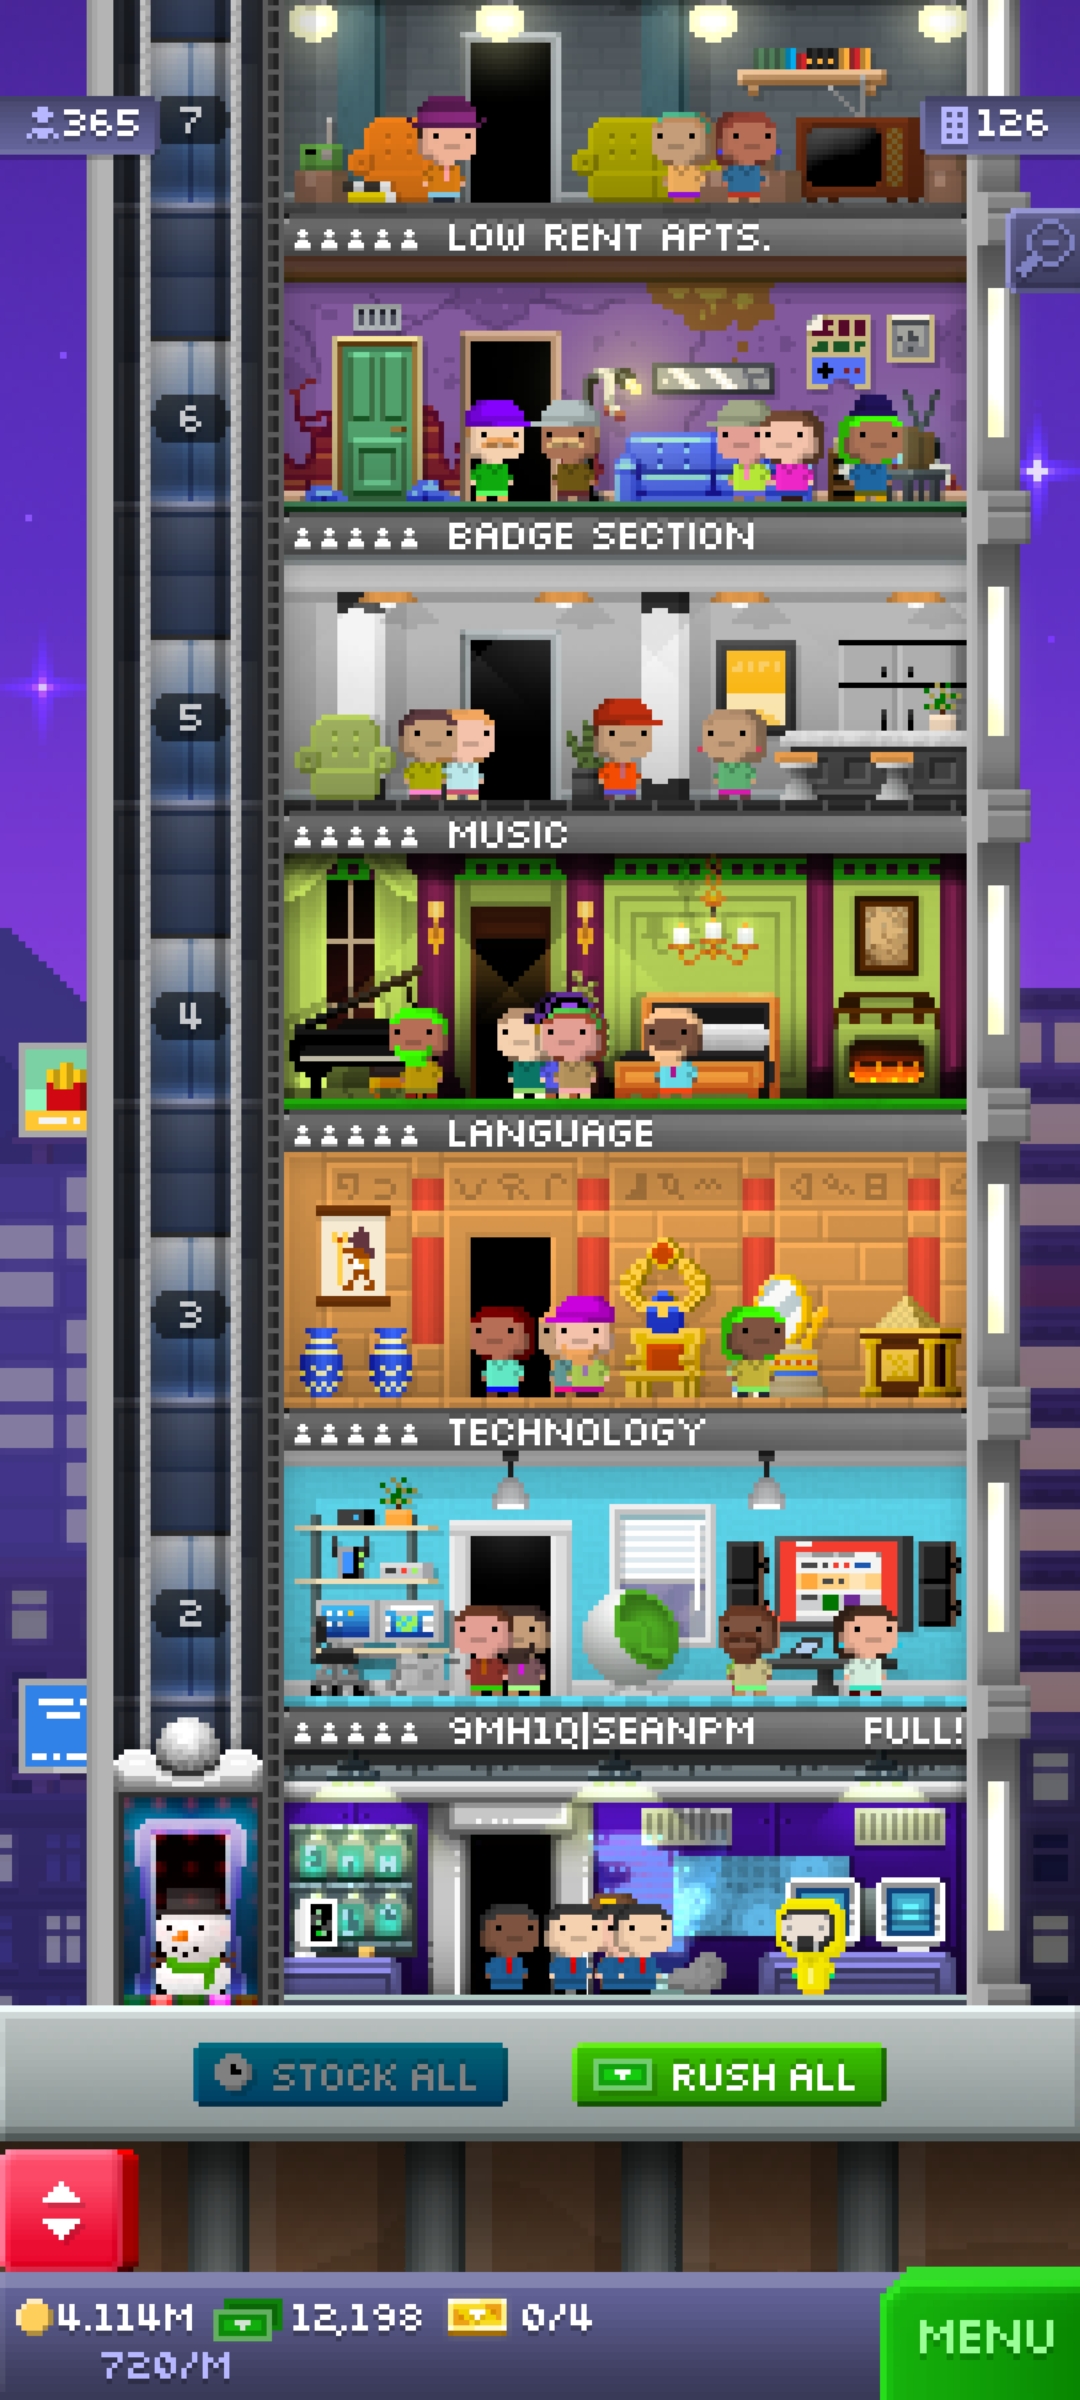 365
7
126
LOW RENT APTS.
6
BADGE SECTION
5
MUSIC
4
LANGUAGE
3
TECHNOLOGY
2
9MH1Q|SEANPM FULL!
STOCK ALL
RUSH ALL
4.114M
12,198
0/4
720/M
MENU